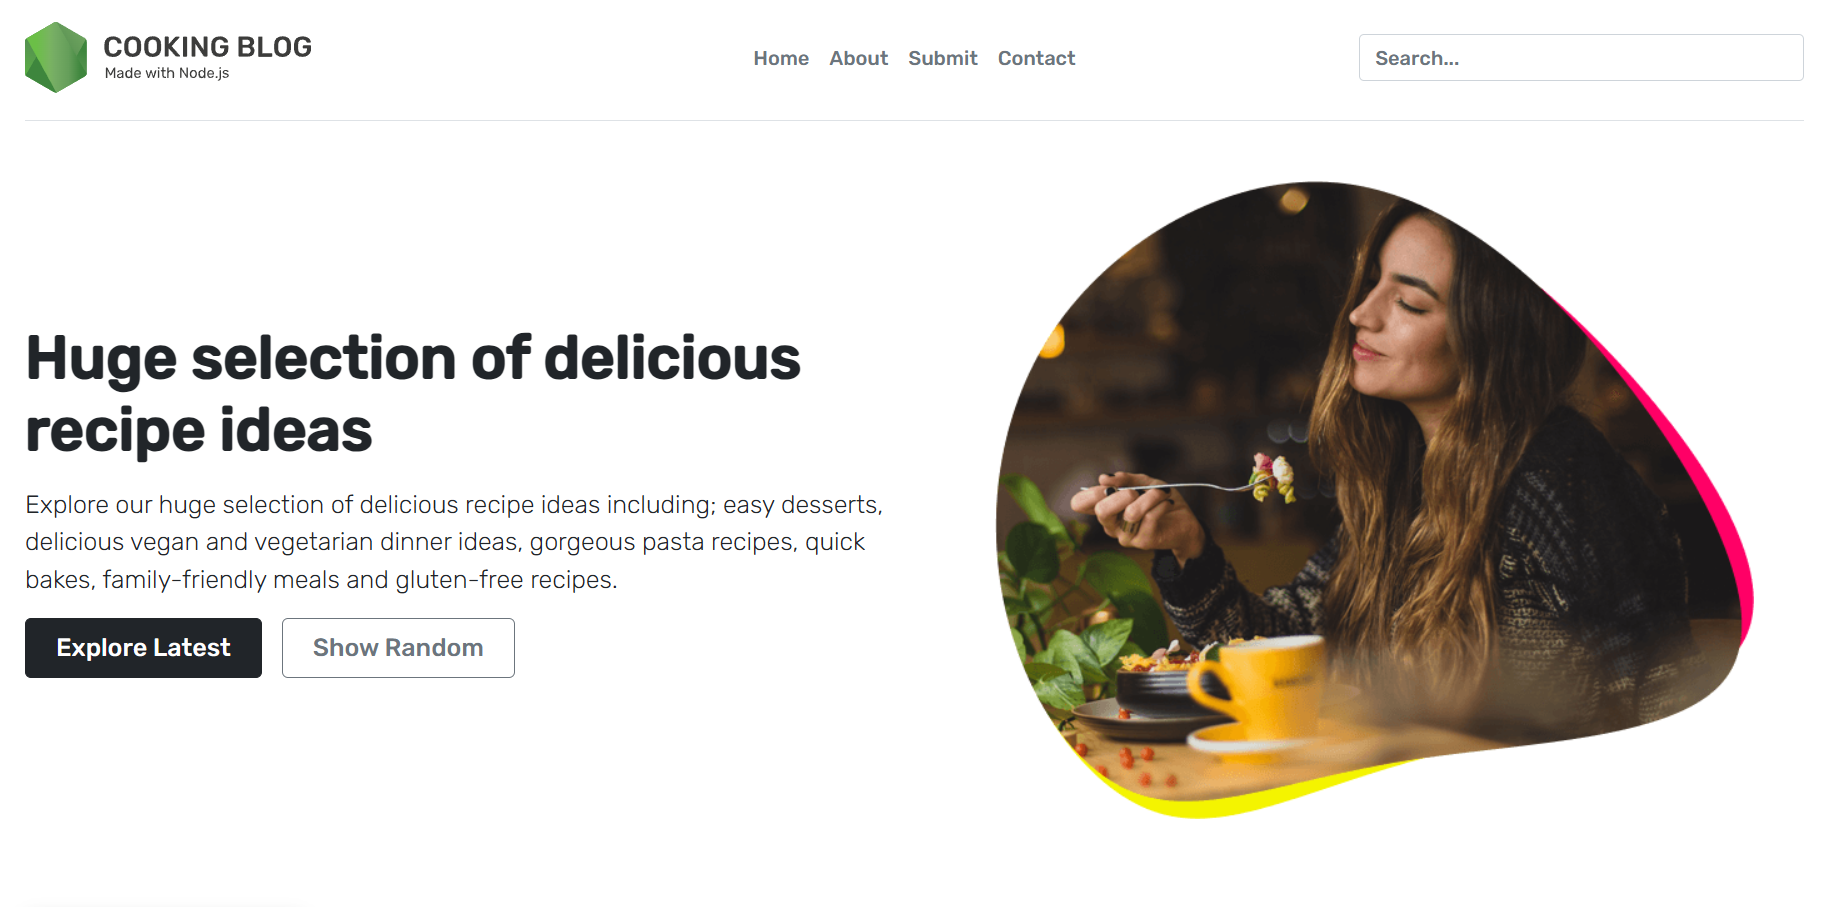 COOKING BLOG
Made with Node.js
Home About Submit Contact
Search...
Huge selection of delicious
recipe ideas
Explore our huge selection of delicious recipe ideas including; easy desserts,
delicious vegan and vegetarian dinner ideas, gorgeous pasta recipes, quick
bakes, family-friendly meals and gluten-free recipes.
Explore Latest
Show Random